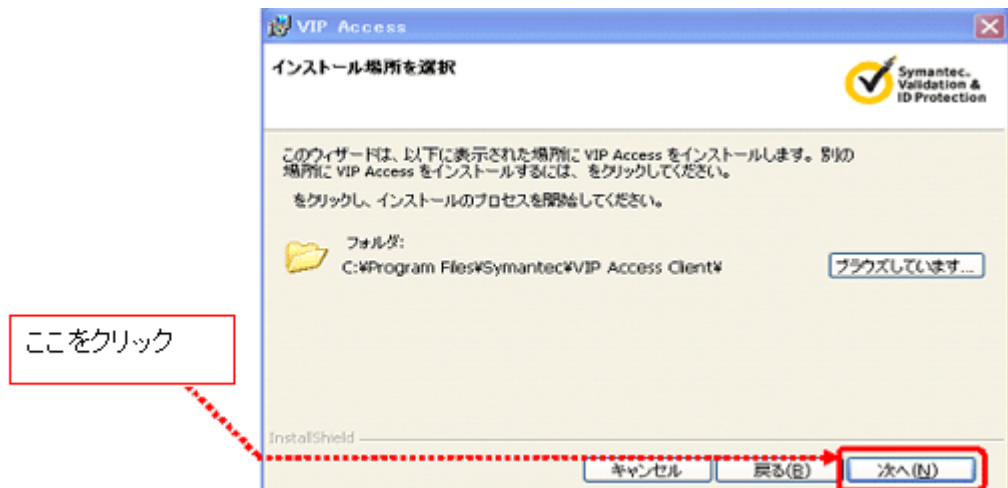 VIP Access
インストール場所を選択
Symantec.
Validation &
ID Protection
このウィザードは、以下に表示された場所に VIP Access をインストールします。別の
場所に VIP Access をインストールするには、 をクリックしてください。
をクリックし、インストールのプロセスを開始してください。
フォルダ:
C:¥Program Files¥Symantec¥VIP Access Client¥
ブラウズしています...
ここをクリック
InstallShield
キャンセル
戻る(B)
次へ(N)